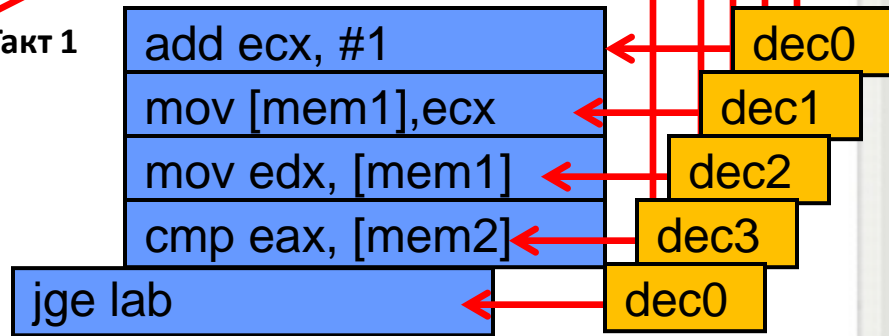 Такт 1
add ecx, #1 dec0
mov [mem1],ecx dec1
mov edx, [mem1] dec2
cmp eax, [mem2] dec3
jge lab dec0